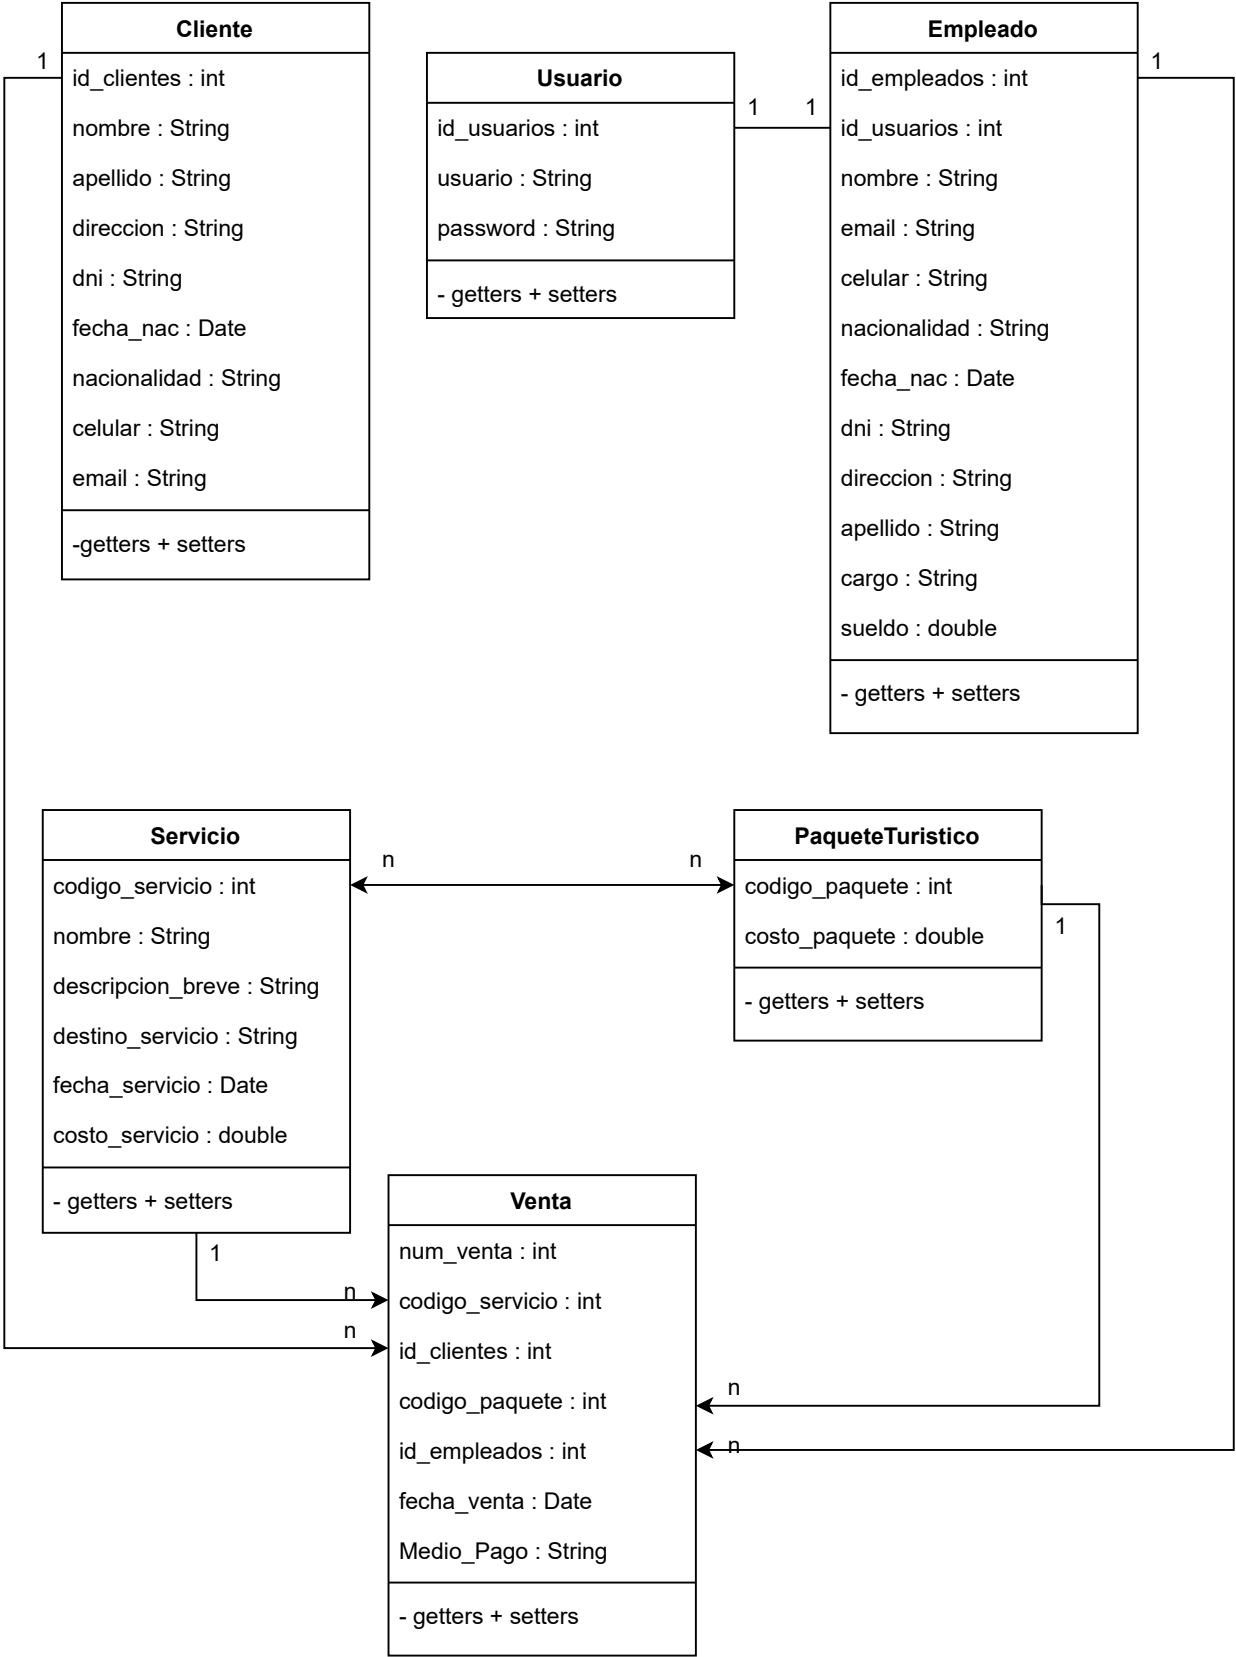 Cliente
1
id_clientes : int
nombre : String
apellido : String
direccion : String
dni : String
fecha_nac : Date
nacionalidad : String
celular : String
email : String
-getters + setters
Usuario
id_usuarios : int
usuario : String
password : String
- getters + setters
1
1
Empleado
1
id_empleados : int
id_usuarios : int
nombre : String
email : String
celular : String
nacionalidad : String
fecha_nac : Date
dni : String
direccion : String
apellido : String
cargo : String
sueldo : double
- getters + setters
Servicio
codigo_servicio : int
nombre : String
descripcion_breve : String
destino_servicio : String
fecha_servicio : Date
costo_servicio : double
- getters + setters
n
n
PaqueteTuristico
codigo_paquete : int
costo_paquete : double
- getters + setters
1
1
n
n
Venta
num_venta : int
codigo_servicio : int
id_clientes : int
codigo_paquete : int
id_empleados : int
fecha_venta : Date
Medio_Pago : String
- getters + setters
n
n